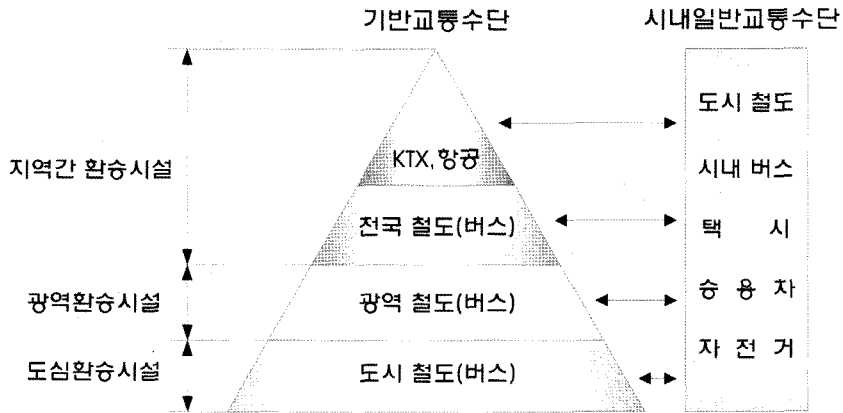 기반교통수단
시내일반교통수단
지역간 환승시설
광역환승시설
도심환승시설
KTX, 항공
전국 철도(버스)
광역 철도(버스)
도시 철도(버스)
도시 철도
시내 버스
택 시
승 용 차
자 전 거